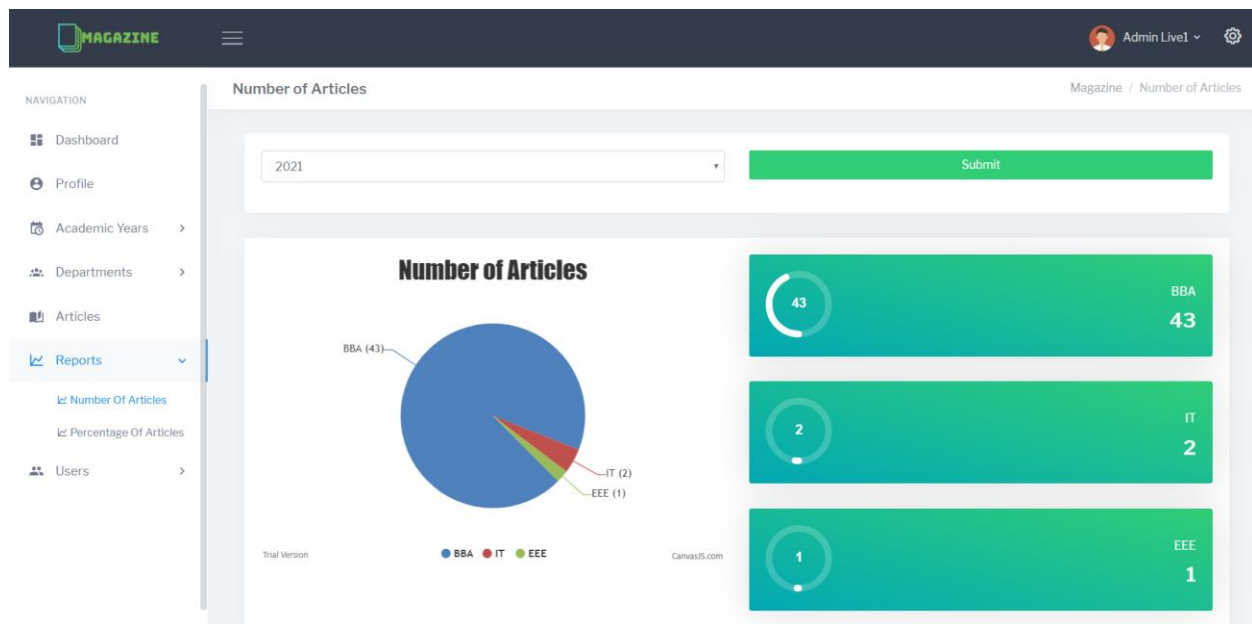 MAGAZINE
Admin Live1
NAVIGATION
Dashboard
Profile
Academic Years
Departments
Articles
Reports
Number Of Articles
Percentage Of Articles
Users
Number of Articles
Magazine / Number of Articles
2021
Submit
Number of Articles
BBA (43)
IT (2)
EEE (1)
BBA IT EEE
Trial Version
CanvasJS.com
43
BBA
43
2
IT
2
1
EEE
1